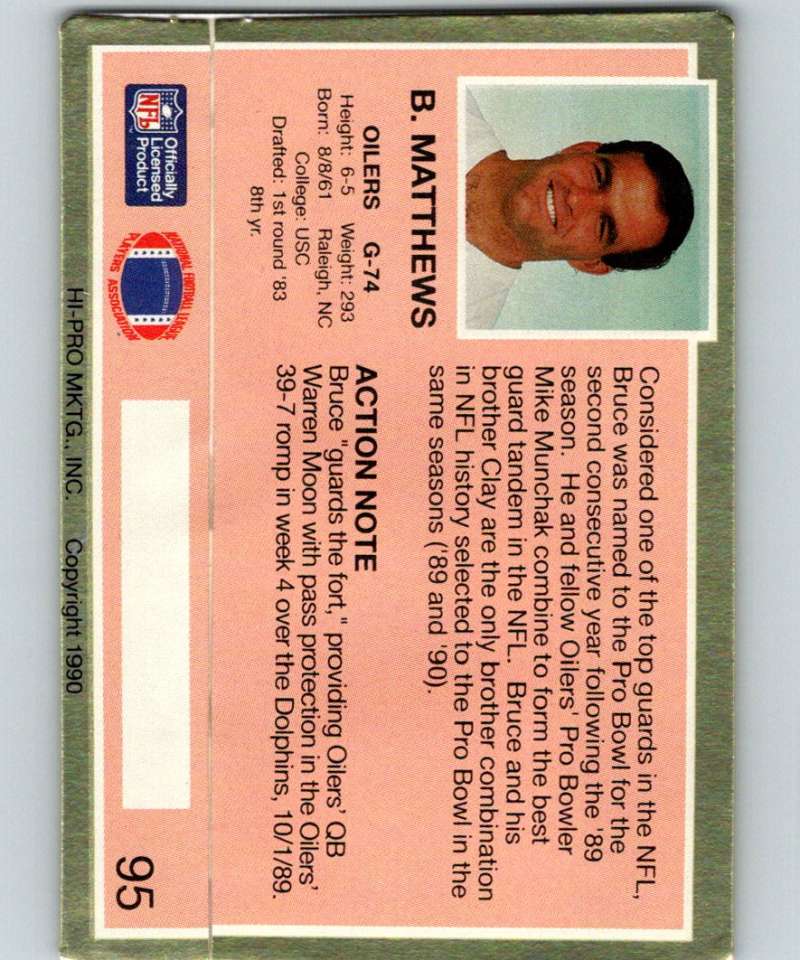 B. MATTHEWS
OILERS G-74
Height: 6-5 Weight: 293
Born: 8/8/61 Raleigh, NC
College: USC
Drafted: 1st round '83
8th yr.
Considered one of the top guards in the NFL,
Bruce was named to the Pro Bowl for the
second consecutive year following the '89
season. He and fellow Oilers' Pro Bowler
Mike Munchak combine to form the best
guard tandem in the NFL. Bruce and his
brother Clay are the only brother combination
in NFL history selected to the Pro Bowl in the
same seasons ('89 and '90).
ACTION NOTE
Bruce "guards the fort," providing Oilers' QB
Warren Moon with pass protection in the Oilers'
39-7 romp in week 4 over the Dolphins, 10/1/89.
NFL
Officially
Licensed
Product
NATIONAL FOOTBALL LEAGUE
PLAYERS ASSOCIATION
95
HI-PRO MKTG., INC. Copyright 1990